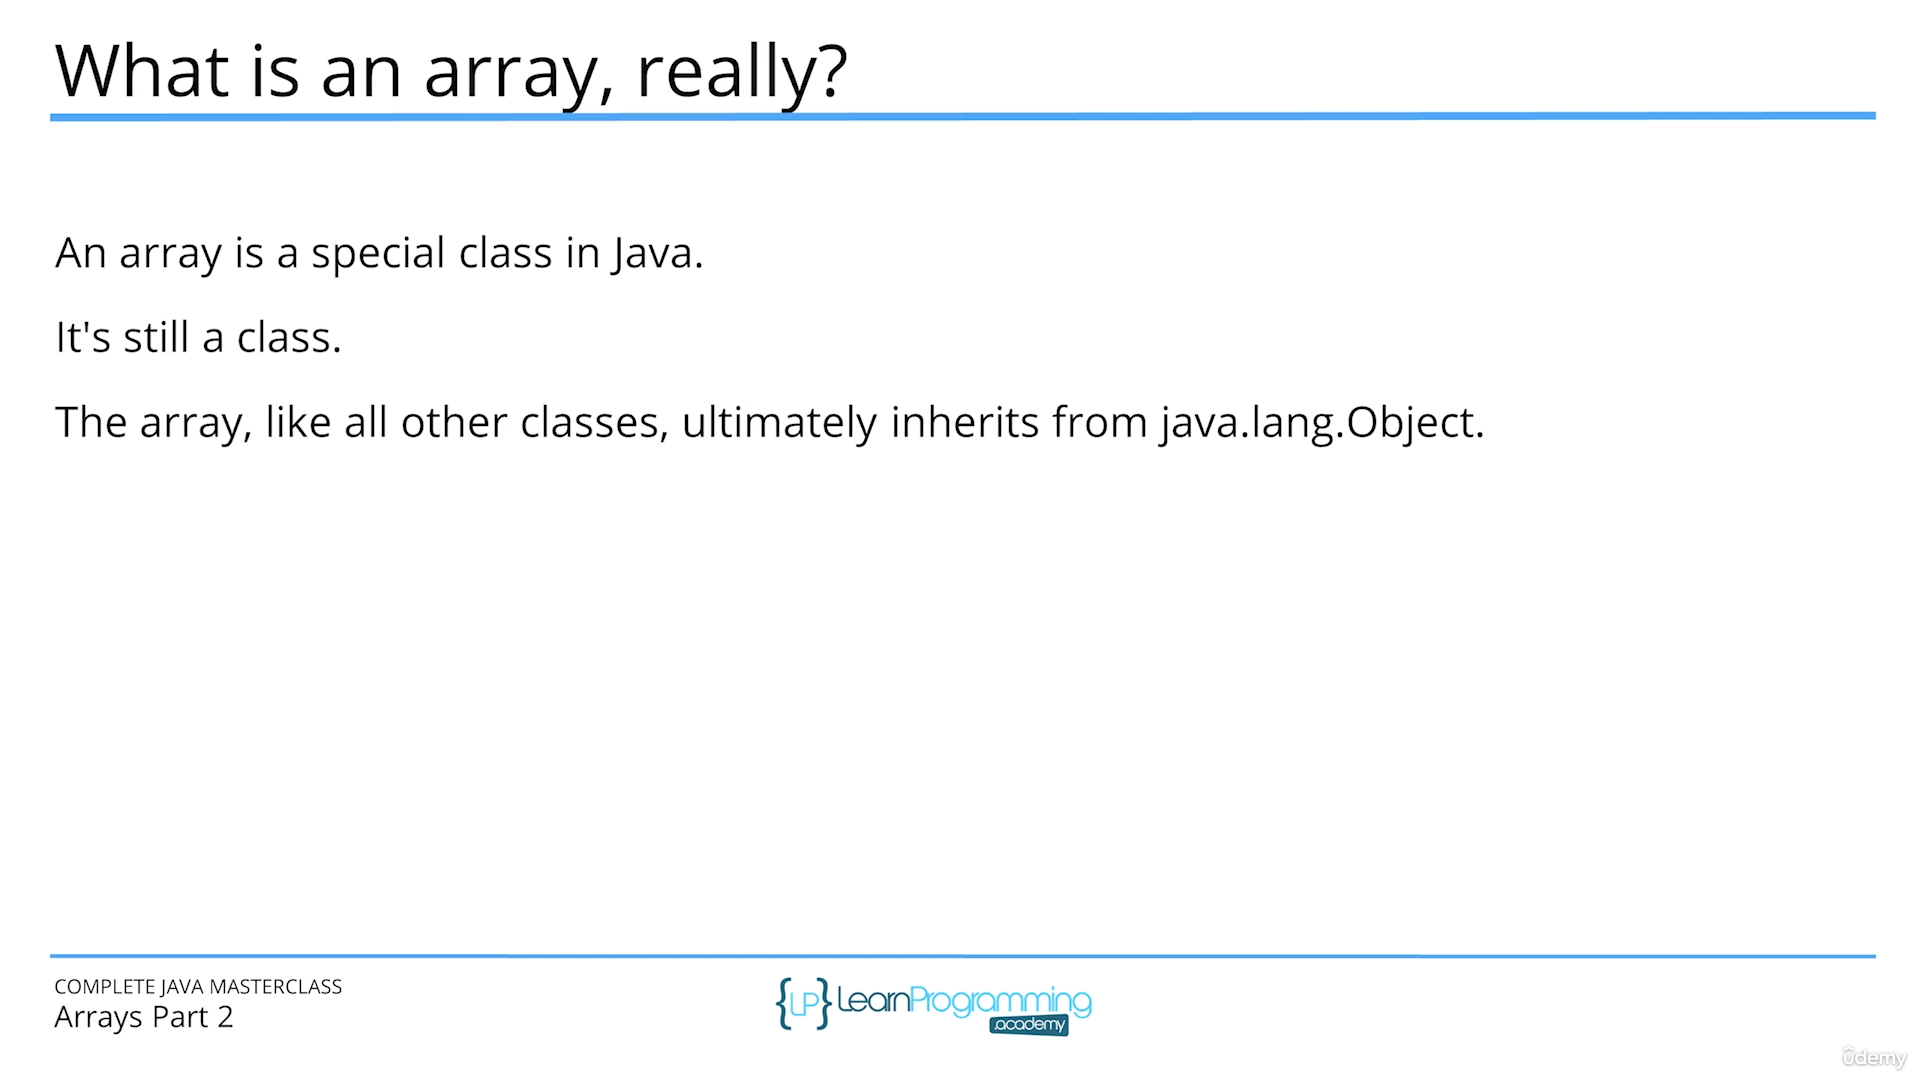 What is an array, really?
An array is a special class in Java.
It's still a class.
The array, like all other classes, ultimately inherits from java.lang.Object.
COMPLETE JAVA MASTERCLASS
Arrays Part 2
{LP} LearnProgramming
.academy
ûdemy